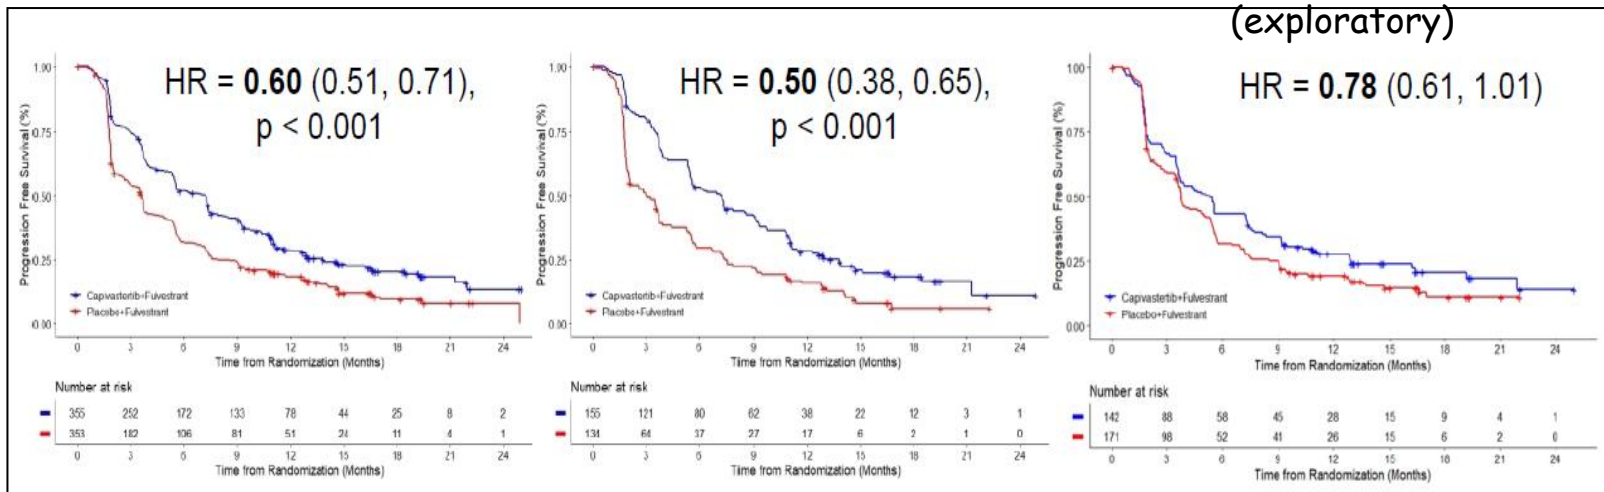 (exploratory)
HR = 0.60 (0.51, 0.71),
p < 0.001
1.00
0.75
0.50
0.25
0.00
Progression Free Survival (%)
Capivasertib+Fulvestrant
Placebo+Fulvestrant
0 3 6 9 12 15 18 21 24
Time from Randomization (Months)
Number at risk
355 252 172 133 78 44 25 8 2
353 182 106 81 51 24 11 4 1
0 3 6 9 12 15 18 21 24
Time from Randomization (Months)
HR = 0.50 (0.38, 0.65),
p < 0.001
1.00
0.75
0.50
0.25
0.00
Progression Free Survival (%)
Capivasertib+Fulvestrant
Placebo+Fulvestrant
0 3 6 9 12 15 18 21 24
Time from Randomization (Months)
Number at risk
155 121 80 62 38 22 12 3 1
134 64 37 27 17 6 2 1 0
0 3 6 9 12 15 18 21 24
Time from Randomization (Months)
HR = 0.78 (0.61, 1.01)
1.00
0.75
0.50
0.25
0.00
Progression Free Survival (%)
Capivasertib+Fulvestrant
Placebo+Fulvestrant
0 3 6 9 12 15 18 21 24
Time from Randomization (Months)
Number at risk
142 88 58 45 28 15 9 4 1
171 98 52 41 26 15 6 2 0
0 3 6 9 12 15 18 21 24
Time from Randomization (Months)